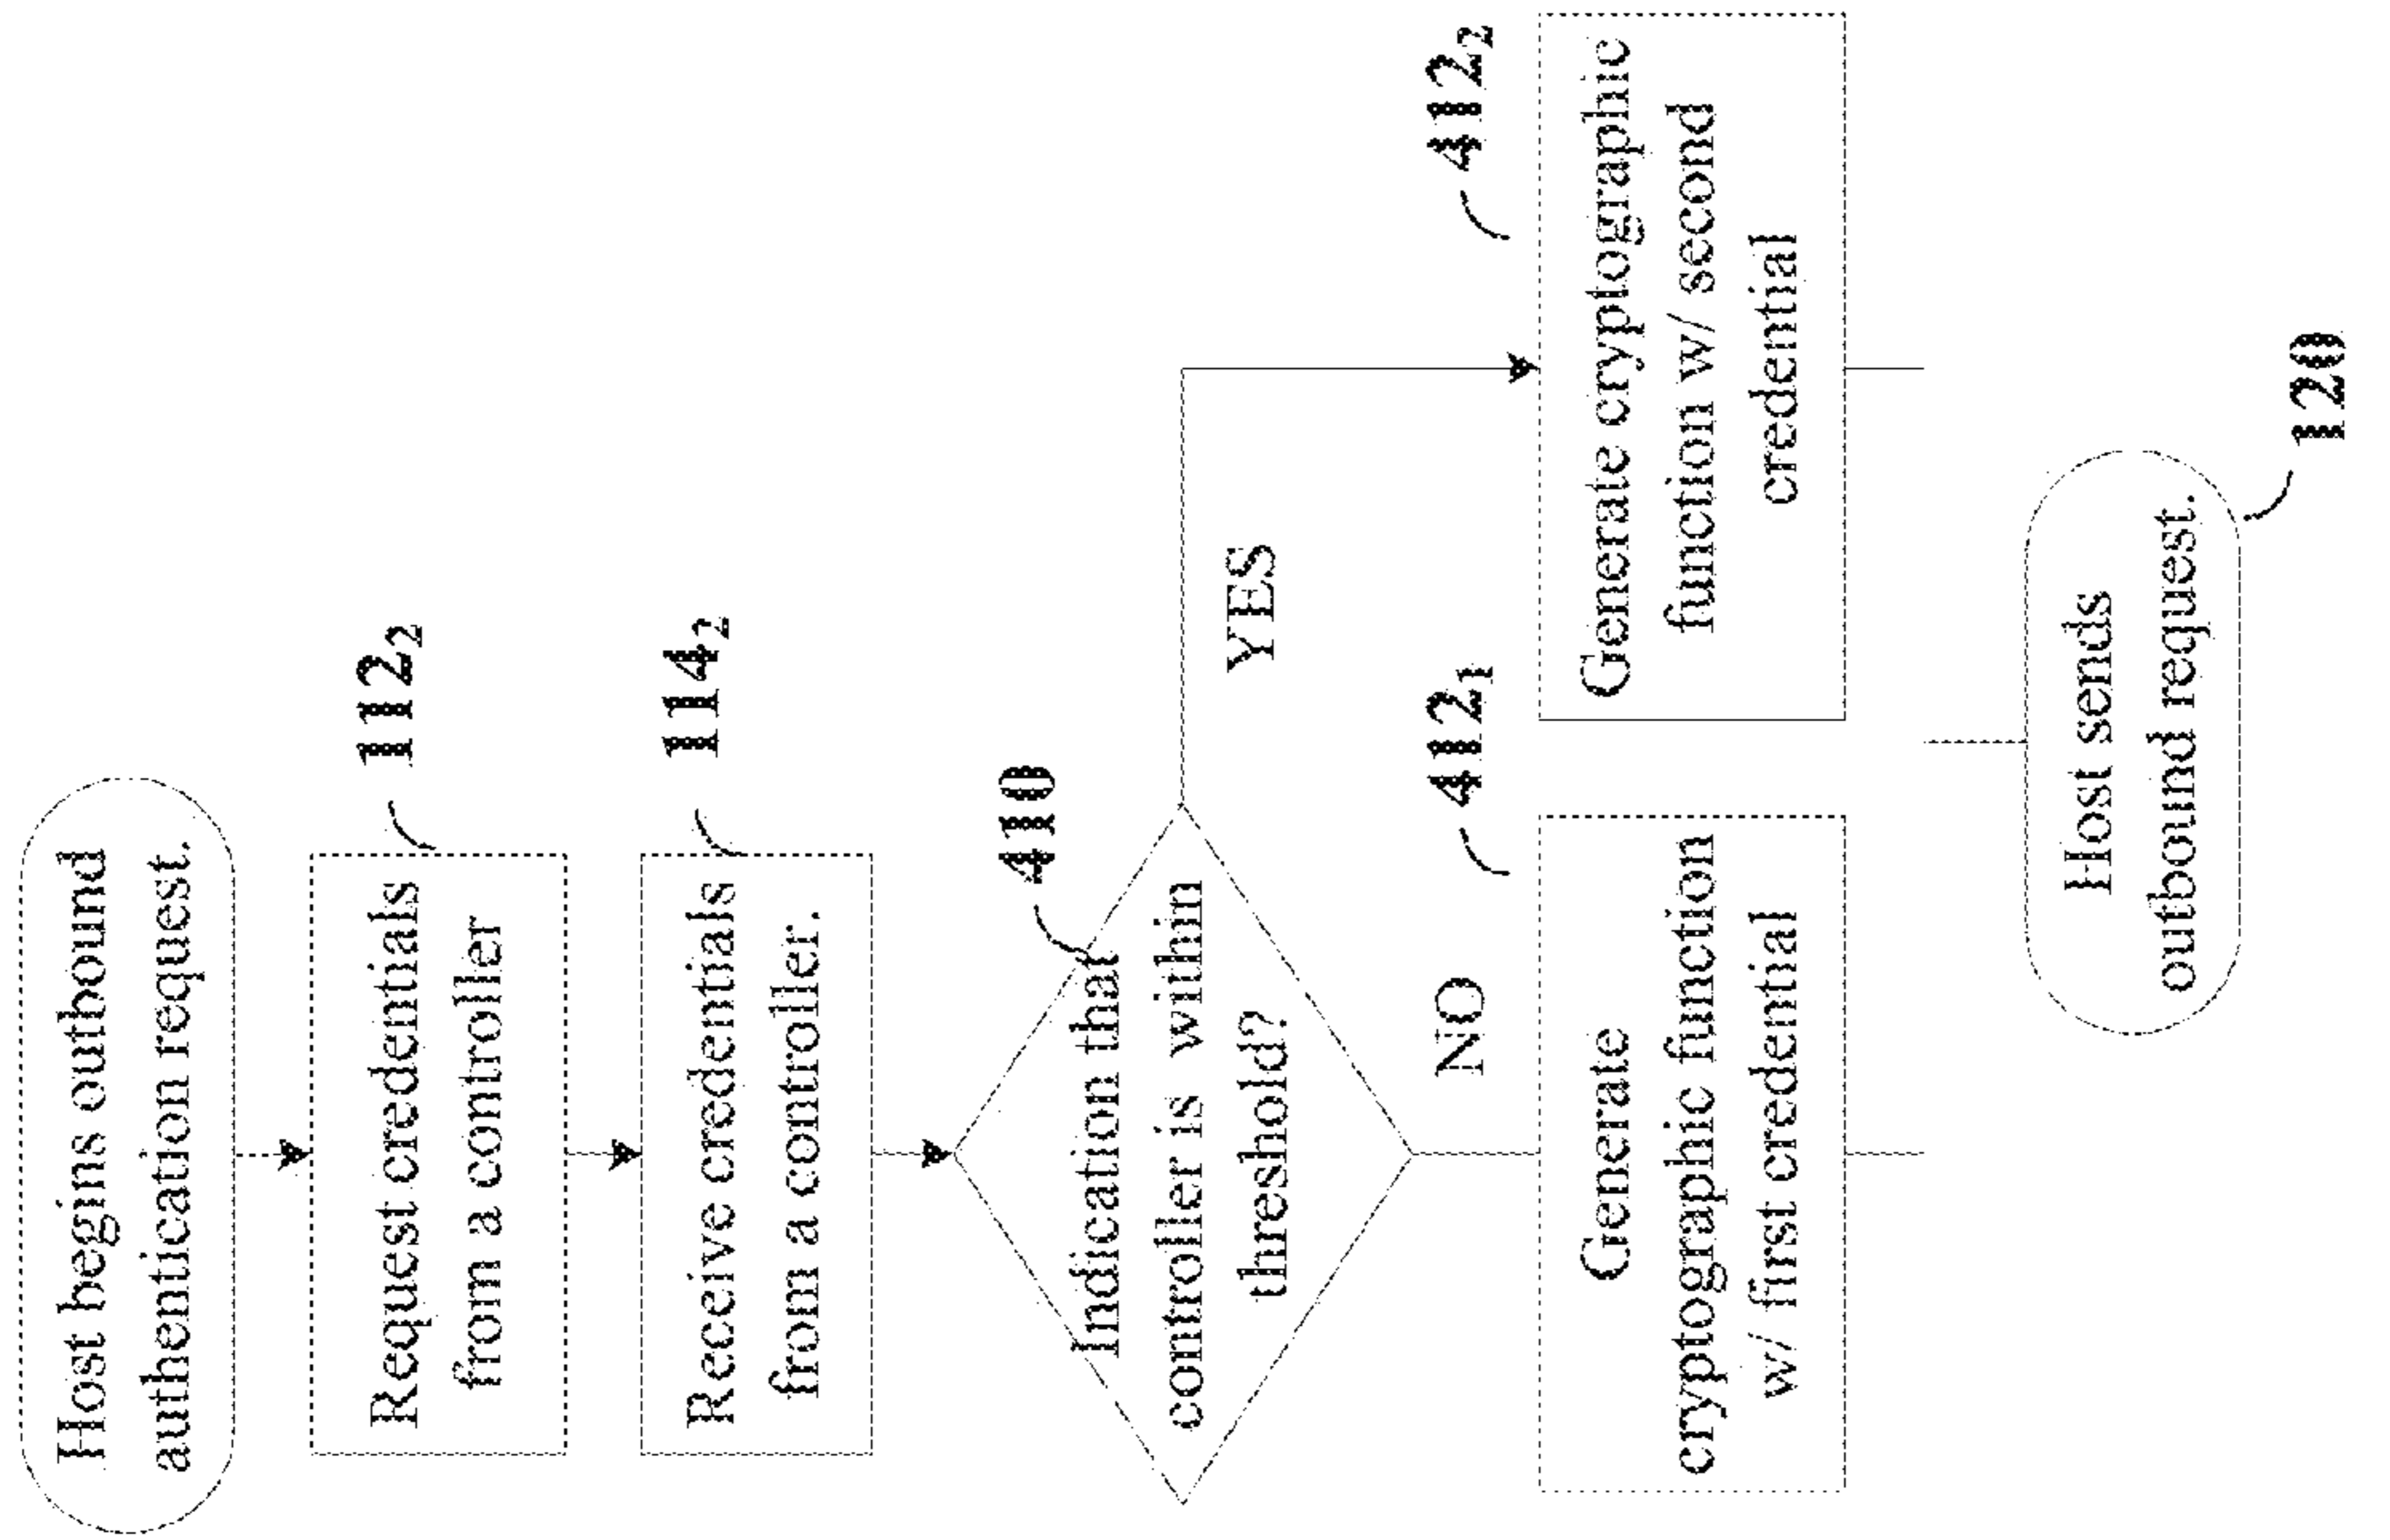 Host begins outbound
authentication request.
112₂
Request credentials
from a controller
114₂
Receive credentials
from a controller.
410
Indication that
controller is within
threshold?
YES
NO
412₁
Generate
cryptographic function
w/ first credential
412₂
Generate cryptographic
function w/ second
credential
Host sends
outbound request.
120